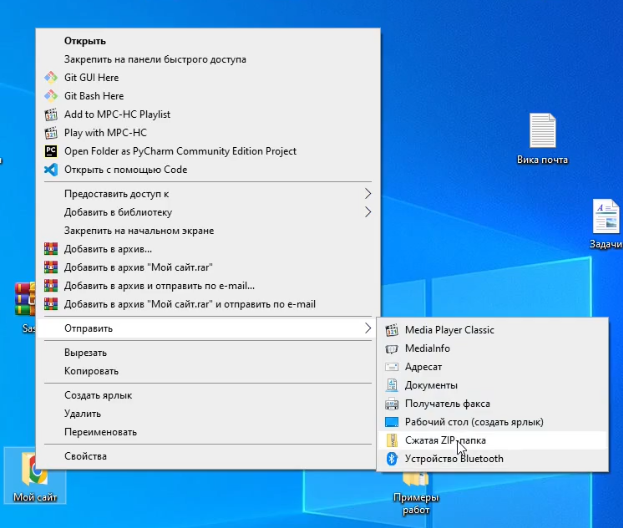 Открыть
Закрепить на панели быстрого доступа
Git GUI Here
Git Bash Here
Add to MPC-HC Playlist
Play with MPC-HC
Open Folder as PyCharm Community Edition Project
Открыть с помощью Code
Предоставить доступ к
Добавить в библиотеку
Закрепить на начальном экране
Добавить в архив...
Добавить в архив "Мой сайт.rar"
Добавить в архив и отправить по e-mail...
Добавить в архив "Мой сайт.rar" и отправить по e-mail
Отправить
Вырезать
Копировать
Создать ярлык
Удалить
Переименовать
Свойства
Media Player Classic
MediaInfo
Адресат
Документы
Получатель факса
Рабочий стол (создать ярлык)
Сжатая ZIP-папка
Устройство Bluetooth
Вика почта
Задачи
Мой сайт
Примеры
работ